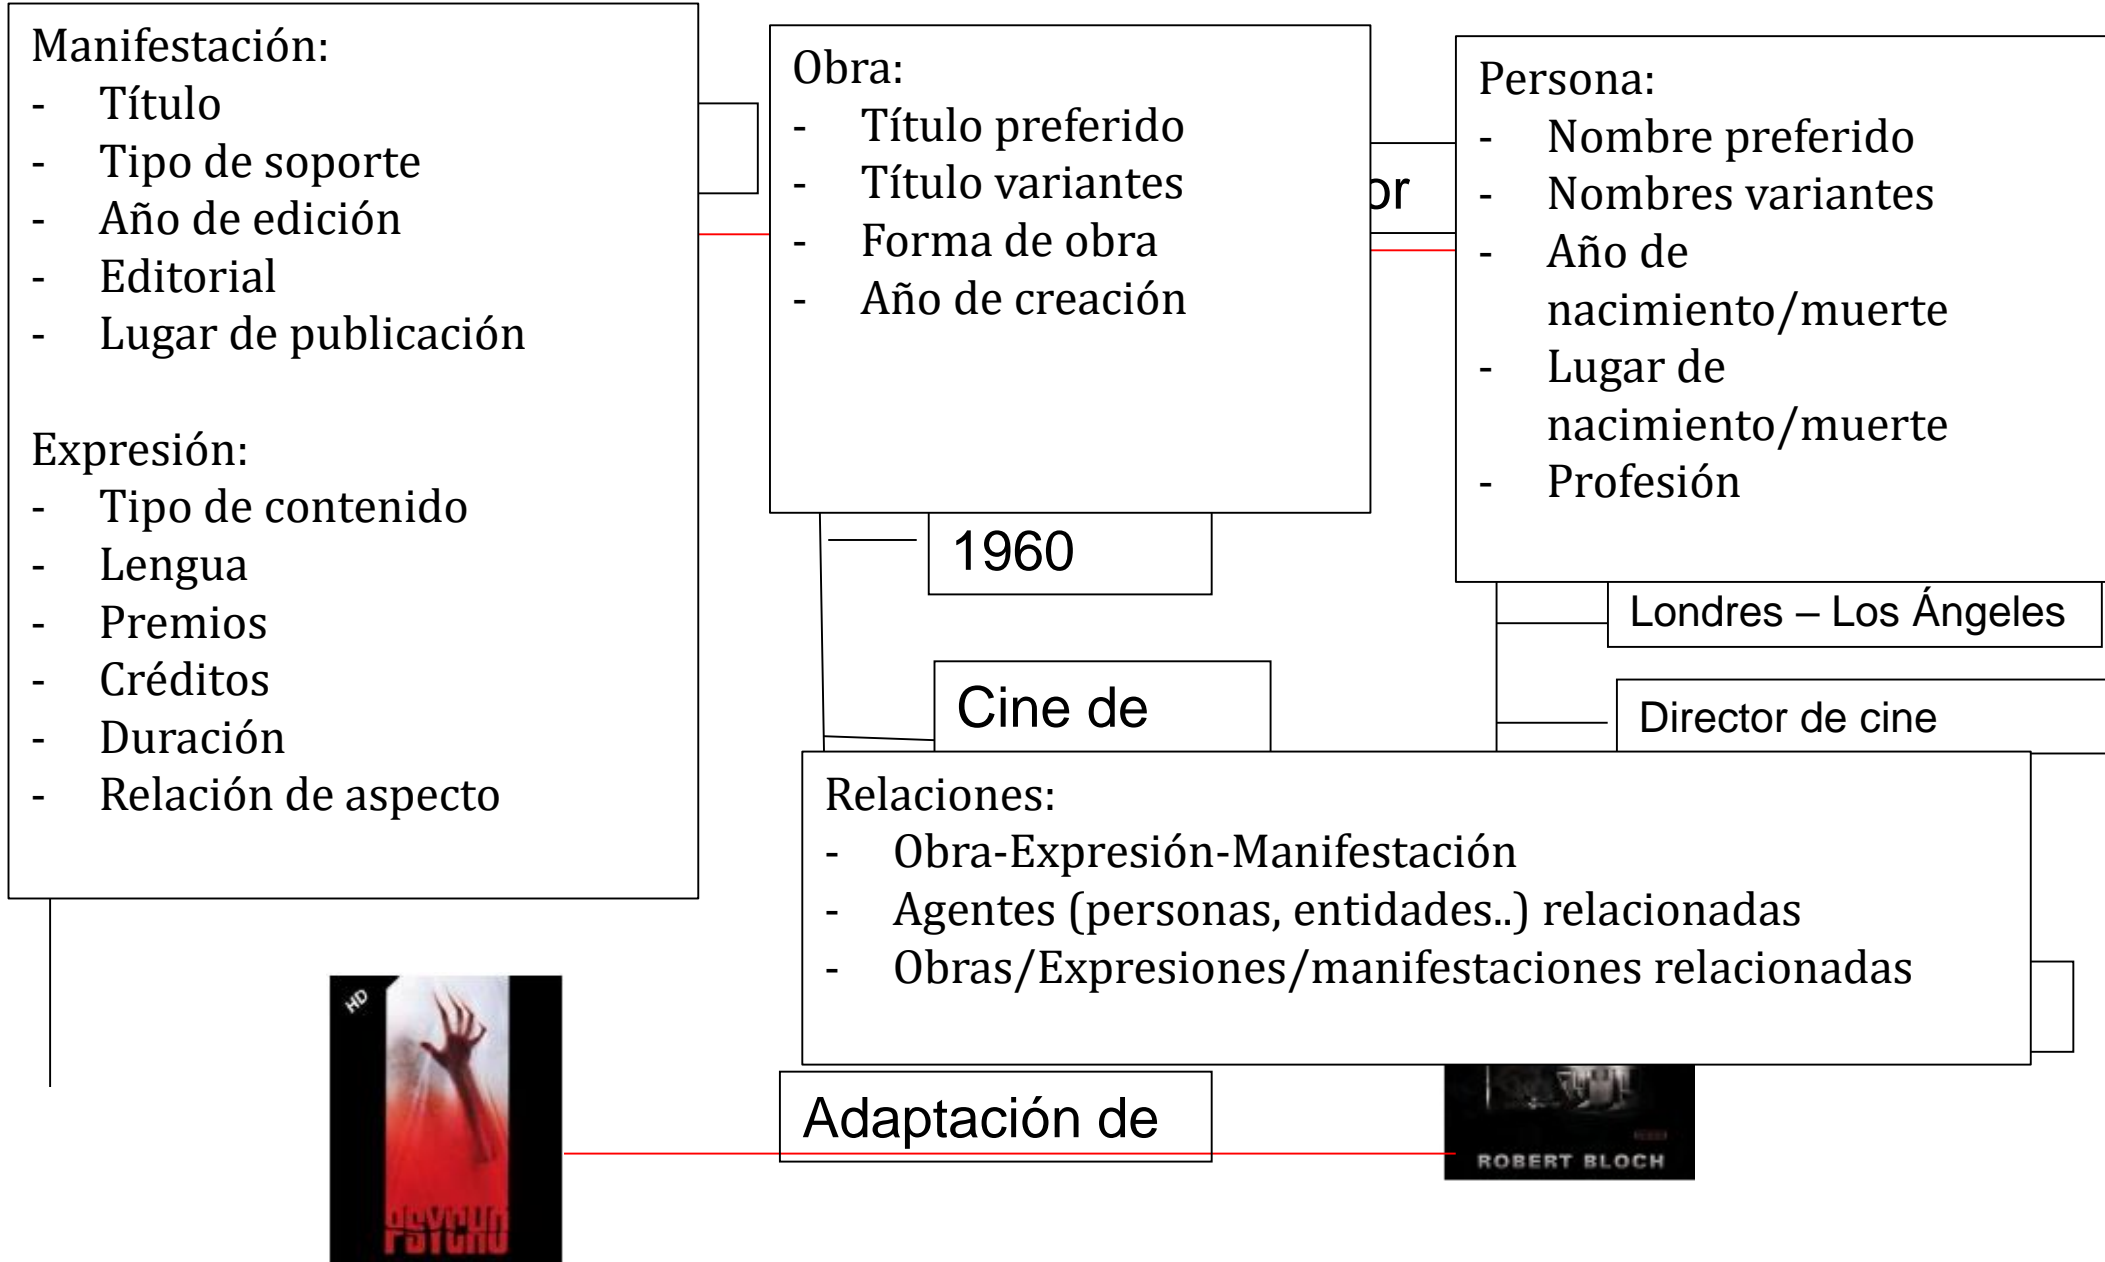 Manifestación:
- Título
- Tipo de soporte
- Año de edición
- Editorial
- Lugar de publicación
Expresión:
- Tipo de contenido
- Lengua
- Premios
- Créditos
- Duración
- Relación de aspecto
Obra:
- Título preferido
- Título variantes
- Forma de obra
- Año de creación
or
Persona:
- Nombre preferido
- Nombres variantes
- Año de
nacimiento/muerte
- Lugar de
nacimiento/muerte
- Profesión
1960
Londres – Los Ángeles
Cine de
Director de cine
Relaciones:
- Obra-Expresión-Manifestación
- Agentes (personas, entidades..) relacionadas
- Obras/Expresiones/manifestaciones relacionadas
HD
PSYCHO
Adaptación de
ROBERT BLOCH